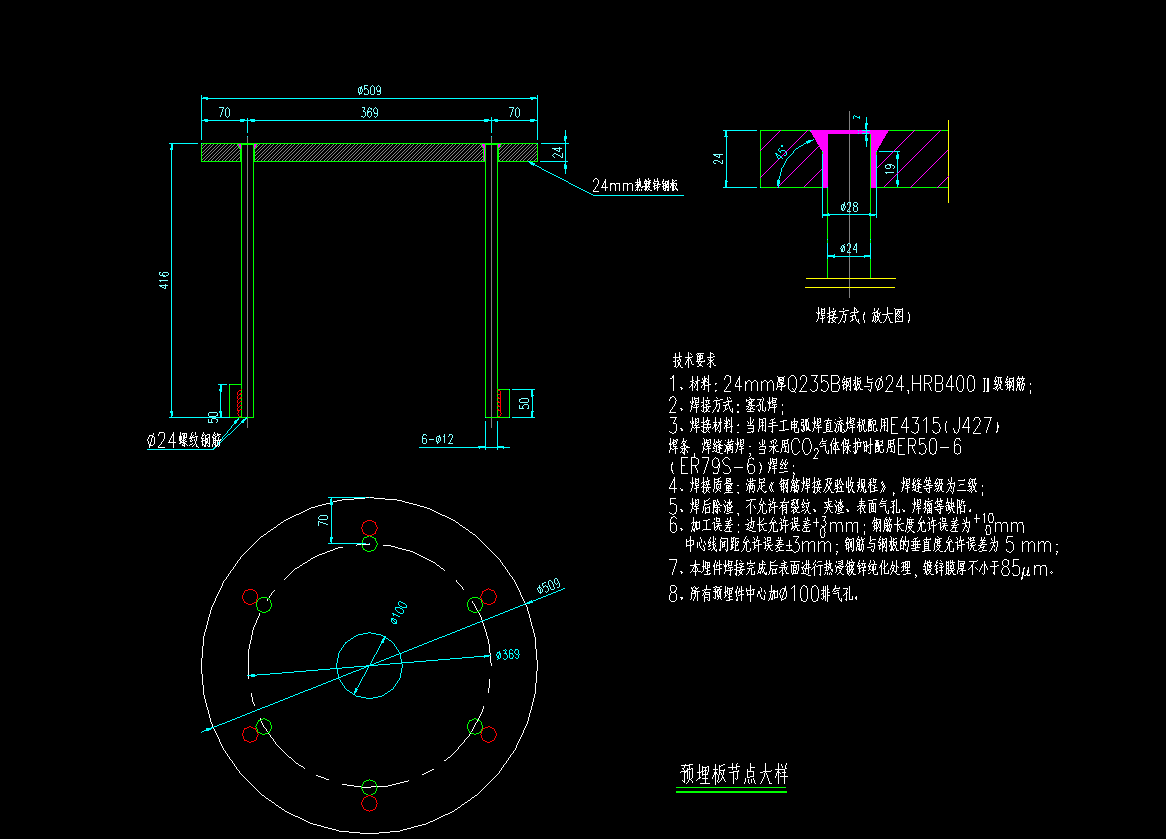 ø509
70
369
70
24
24mm热镀锌钢板
416
50
50
ø24螺纹钢筋
6-ø12
2
45°
24
19
ø28
ø24
焊接方式(放大图)
技术要求
1、材料:24mm厚Q235B钢板与ø24,HRB400 Ⅱ级钢筋;
2、焊接方式:塞孔焊;
3、焊接材料:当用手工电弧焊直流焊机配用E4315(J427)
焊条,焊缝满焊;当采用CO2气体保护时配用ER50-6
(ER79S-6)焊丝;
4、焊接质量:满足《钢筋焊接及验收规程》,焊缝等级为三级;
5、焊后除渣,不允许有裂纹、夹渣、表面气孔、焊瘤等缺陷.
6、加工误差:边长允许误差+3 0mm;钢筋长度允许误差为+10 0mm
中心线间距允许误差±3mm;钢筋与钢板的垂直度允许误差为 5 mm;
7、本埋件焊接完成后表面进行热浸镀锌纯化处理,镀锌膜厚不小于85μm.
8、所有预埋件中心加ø100排气孔.
70
ø509
ø100
ø369
预埋板节点大样